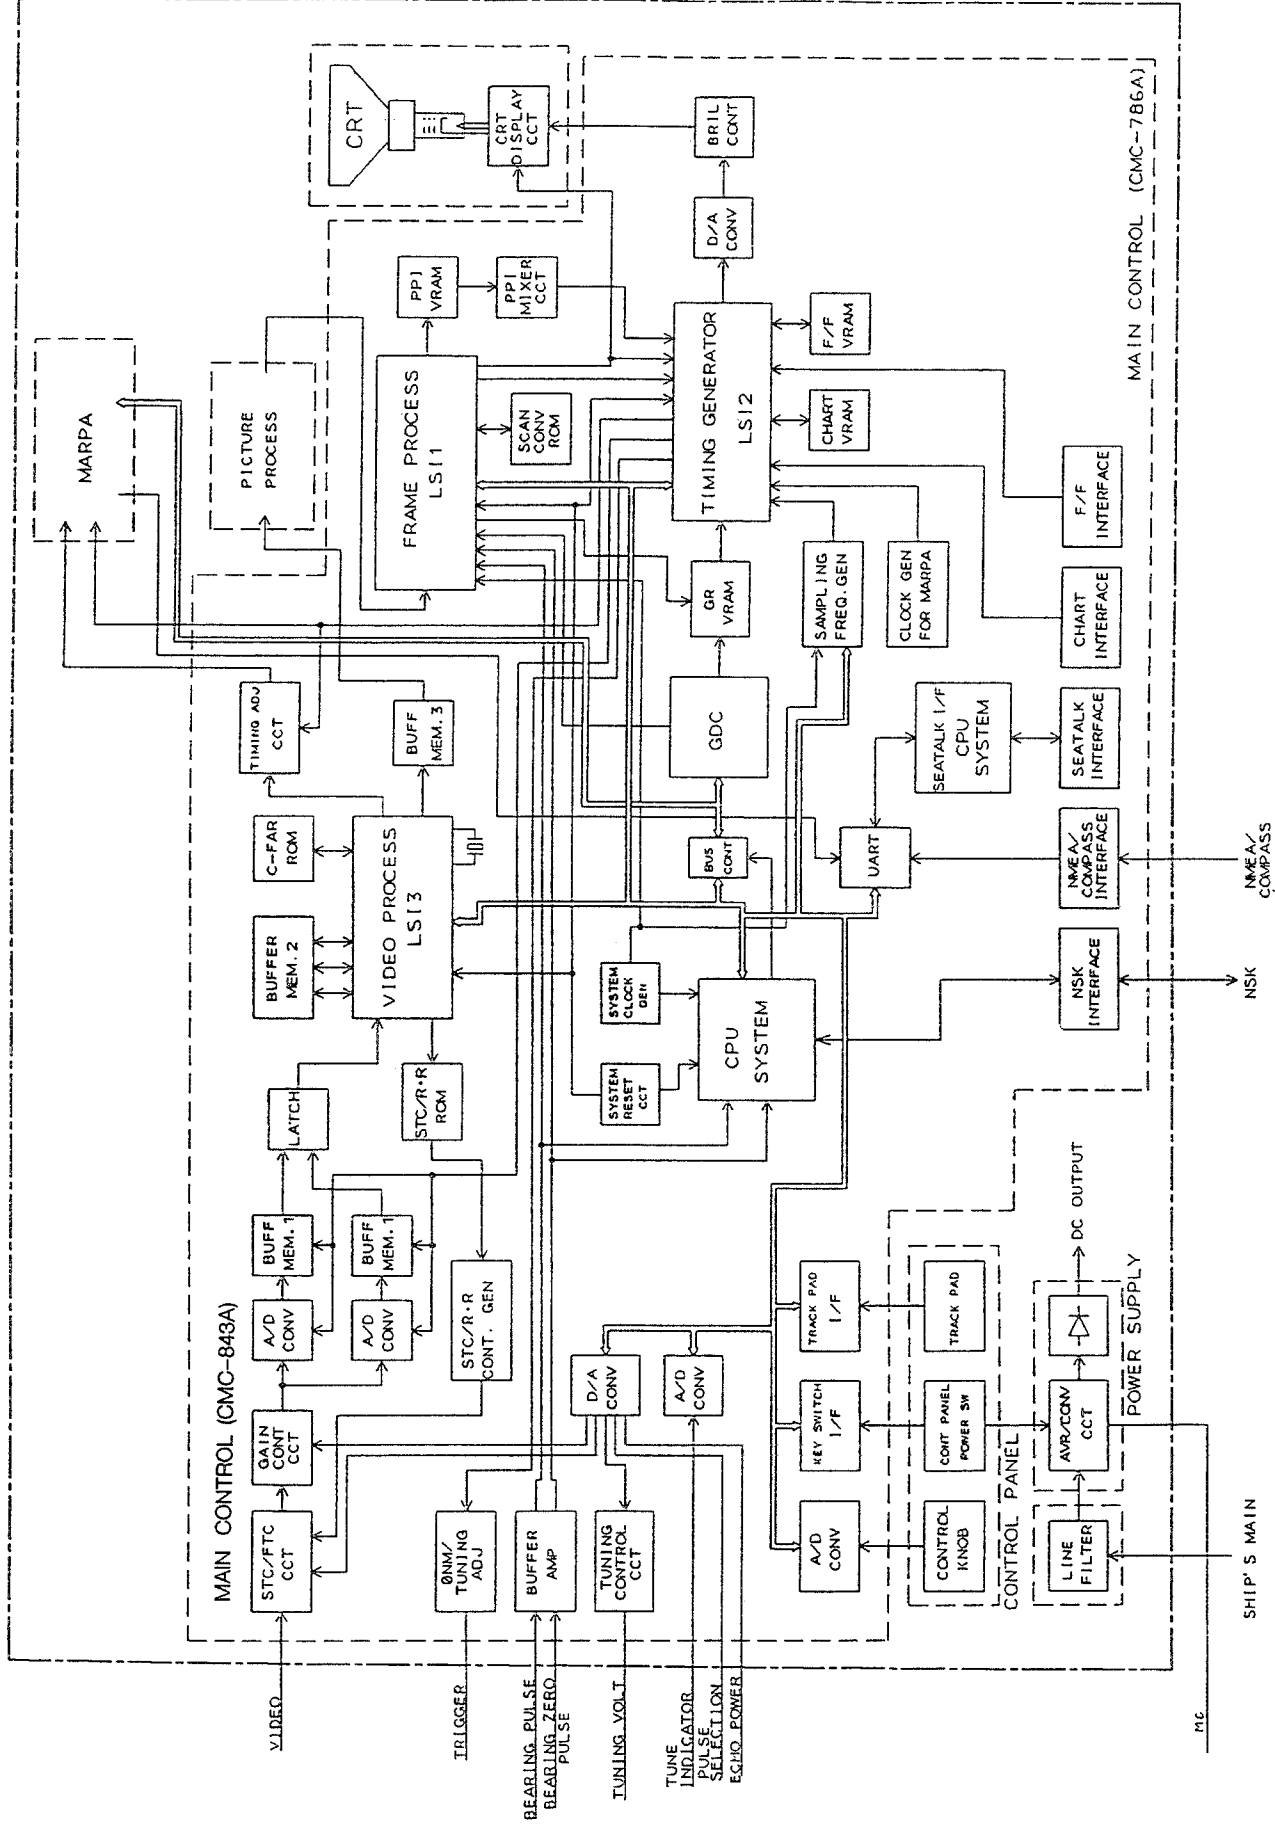 MARPA
PICTURE
PROCESS
CRT
CRT
DISPLAY
CCT
MAIN CONTROL (CMC-843A)
VIDEO
STC/FTC
CCT
GAIN
CONT
CCT
A/D
CONV
BUFF
MEM.1
A/D
CONV
BUFF
MEM.1
LATCH
BUFFER
MEM.2
C-FAR
ROM
TIMING ADJ
CCT
VIDEO PROCESS
LSI3
BUFF
MEM.3
STC/R·R
ROM
STC/R·R
CONT. GEN
FRAME PROCESS
LSI1
PPI
VRAM
PPI
MIXER
CCT
SCAN
CONV
ROM
TRIGGER
0NM/
TUNING
ADJ
BEARING PULSE
BEARING ZERO
PULSE
BUFFER
AMP
TUNING VOLT
TUNING
CONTROL
CCT
D/A
CONV
TUNE
INDICATOR
PULSE
SELECTION
ECHO POWER
A/D
CONV
SYSTEM
RESET
CCT
SYSTEM
CLOCK
DEN
CPU
SYSTEM
BUS
CONT
GDC
GR
VRAM
TIMING GENERATOR
LSI2
D/A
CONV
BRIL
CONT
A/D
CONV
KEY SWITCH
I/F
TRACK PAD
I/F
UART
SAMPLING
FREQ.GEN
CLOCK GEN
FOR MARPA
CHART
VRAM
F/F
VRAM
SEATALK I/F
CPU
SYSTEM
CONTROL
KNOB
CONT PANEL
POWER SW
TRACK PAD
CONTROL PANEL
LINE
FILTER
AVR/CONV
CCT
DC OUTPUT
POWER SUPPLY
NSK
INTERFACE
NMEA/
COMPASS
INTERFACE
SEATALK
INTERFACE
CHART
INTERFACE
F/F
INTERFACE
MAIN CONTROL (CMC-786A)
MC
SHIP'S MAIN
NSK
NMEA/
COMPASS